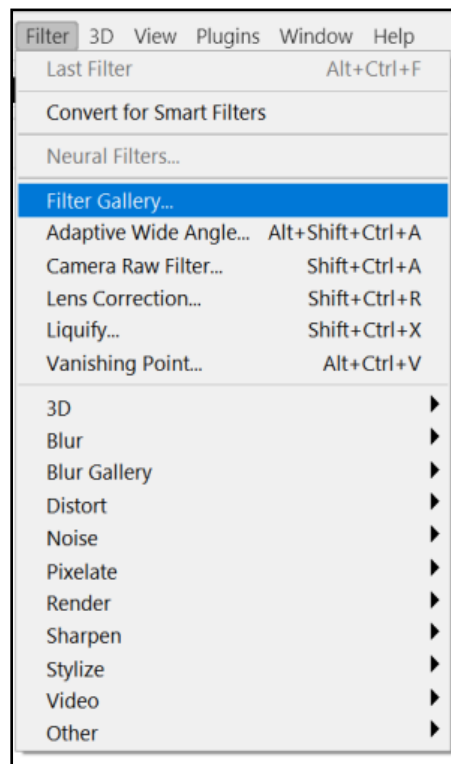 Filter 3D View Plugins Window Help
Last Filter Alt+Ctrl+F
Convert for Smart Filters
Neural Filters...
Filter Gallery...
Adaptive Wide Angle... Alt+Shift+Ctrl+A
Camera Raw Filter... Shift+Ctrl+A
Lens Correction... Shift+Ctrl+R
Liquify... Shift+Ctrl+X
Vanishing Point... Alt+Ctrl+V
3D
Blur
Blur Gallery
Distort
Noise
Pixelate
Render
Sharpen
Stylize
Video
Other